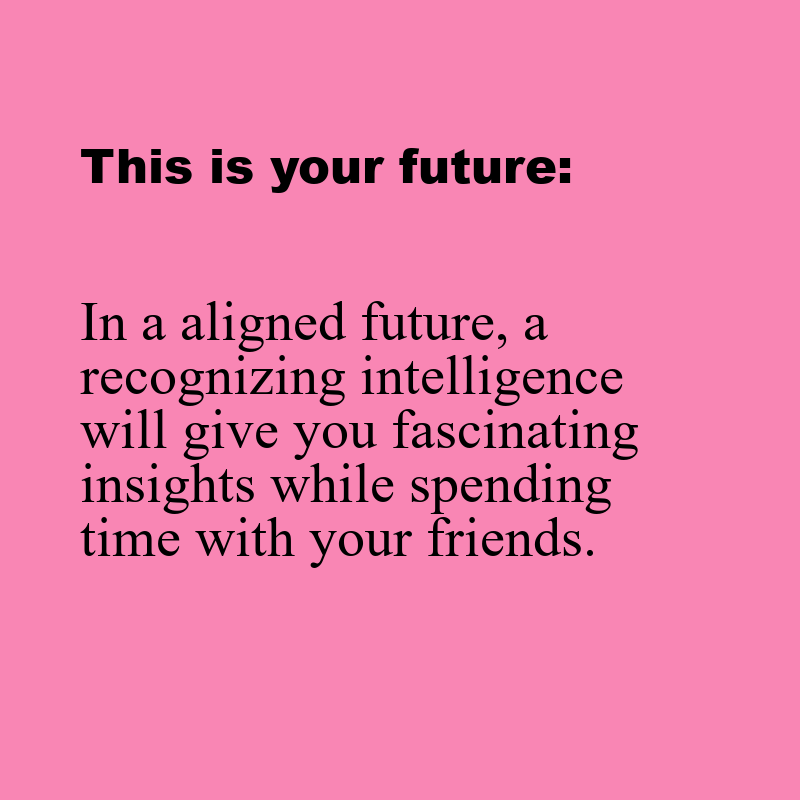 This is your future:
In a aligned future, a
recognizing intelligence
will give you fascinating
insights while spending
time with your friends.